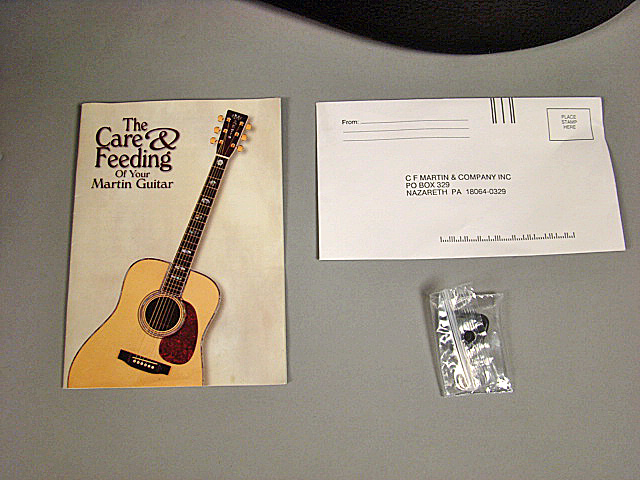 The
Care &
Feeding
Of Your
Martin Guitar
From:
PLACE
STAMP
HERE
C F MARTIN & COMPANY INC
PO BOX 329
NAZARETH PA 18064-0329